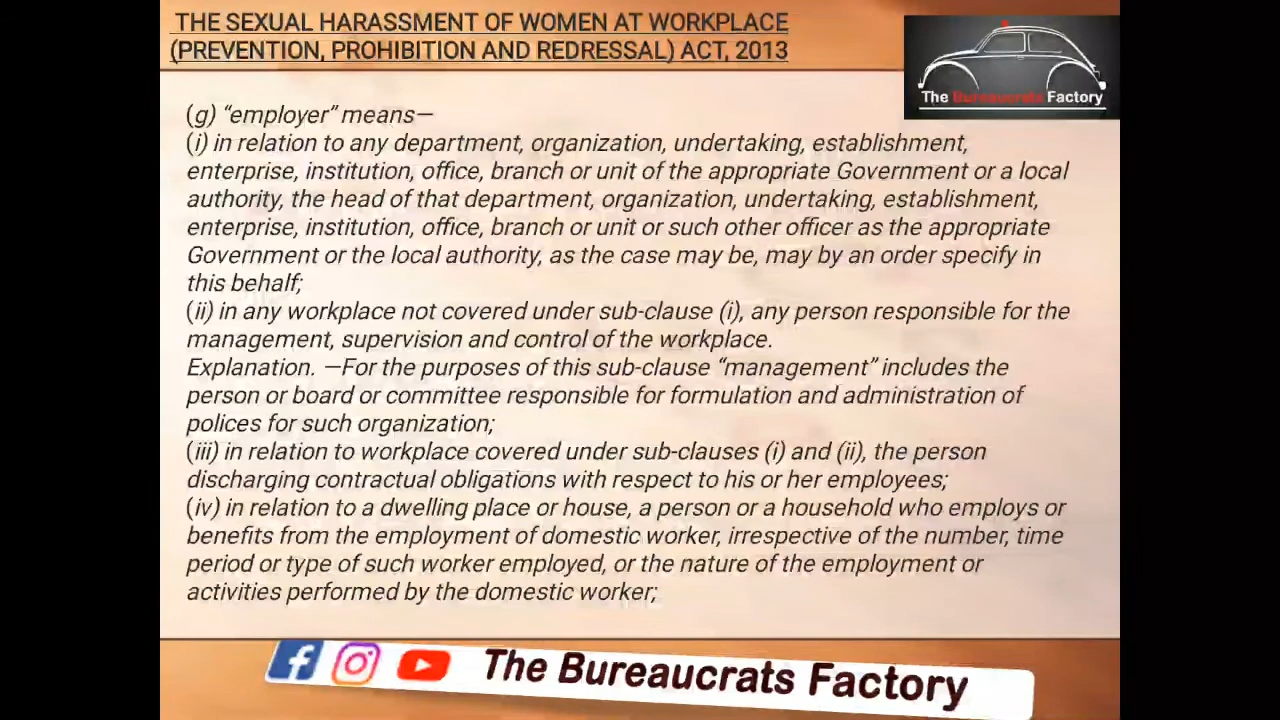 THE SEXUAL HARASSMENT OF WOMEN AT WORKPLACE
(PREVENTION, PROHIBITION AND REDRESSAL) ACT, 2013
The Bureaucrats Factory
(g) “employer” means—
(i) in relation to any department, organization, undertaking, establishment,
enterprise, institution, office, branch or unit of the appropriate Government or a local
authority, the head of that department, organization, undertaking, establishment,
enterprise, institution, office, branch or unit or such other officer as the appropriate
Government or the local authority, as the case may be, may by an order specify in
this behalf;
(ii) in any workplace not covered under sub-clause (i), any person responsible for the
management, supervision and control of the workplace.
Explanation. —For the purposes of this sub-clause “management” includes the
person or board or committee responsible for formulation and administration of
polices for such organization;
(iii) in relation to workplace covered under sub-clauses (i) and (ii), the person
discharging contractual obligations with respect to his or her employees;
(iv) in relation to a dwelling place or house, a person or a household who employs or
benefits from the employment of domestic worker, irrespective of the number, time
period or type of such worker employed, or the nature of the employment or
activities performed by the domestic worker;
The Bureaucrats Factory